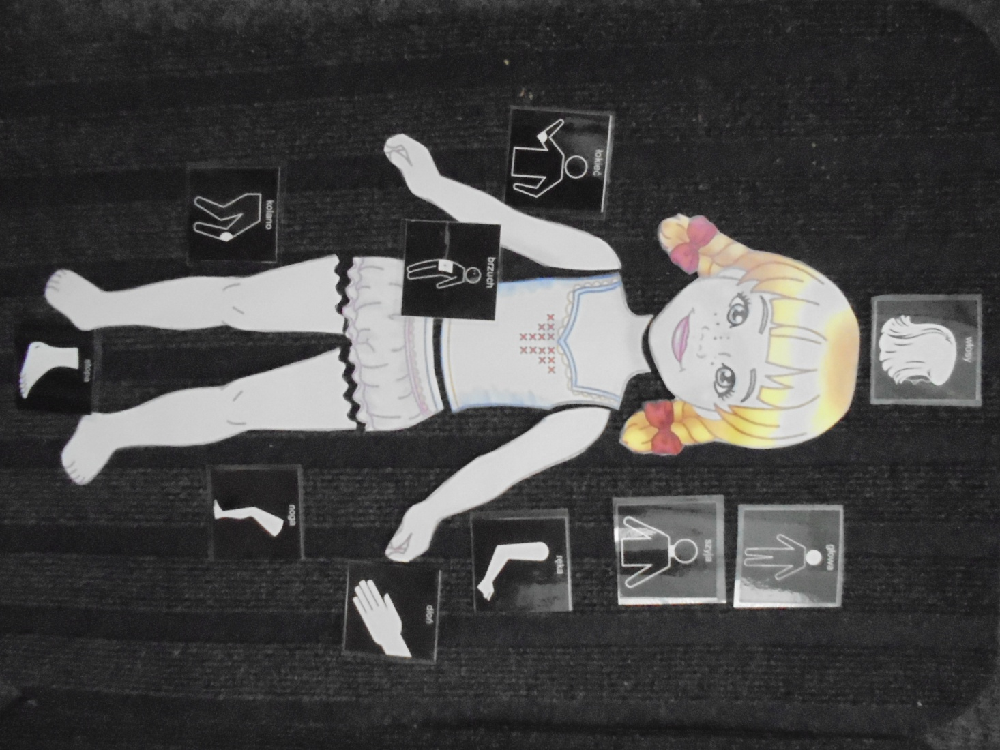 włosy
głowa
szyja
łokieć
ręka
brzuch
dłoń
kolano
noga
stopa